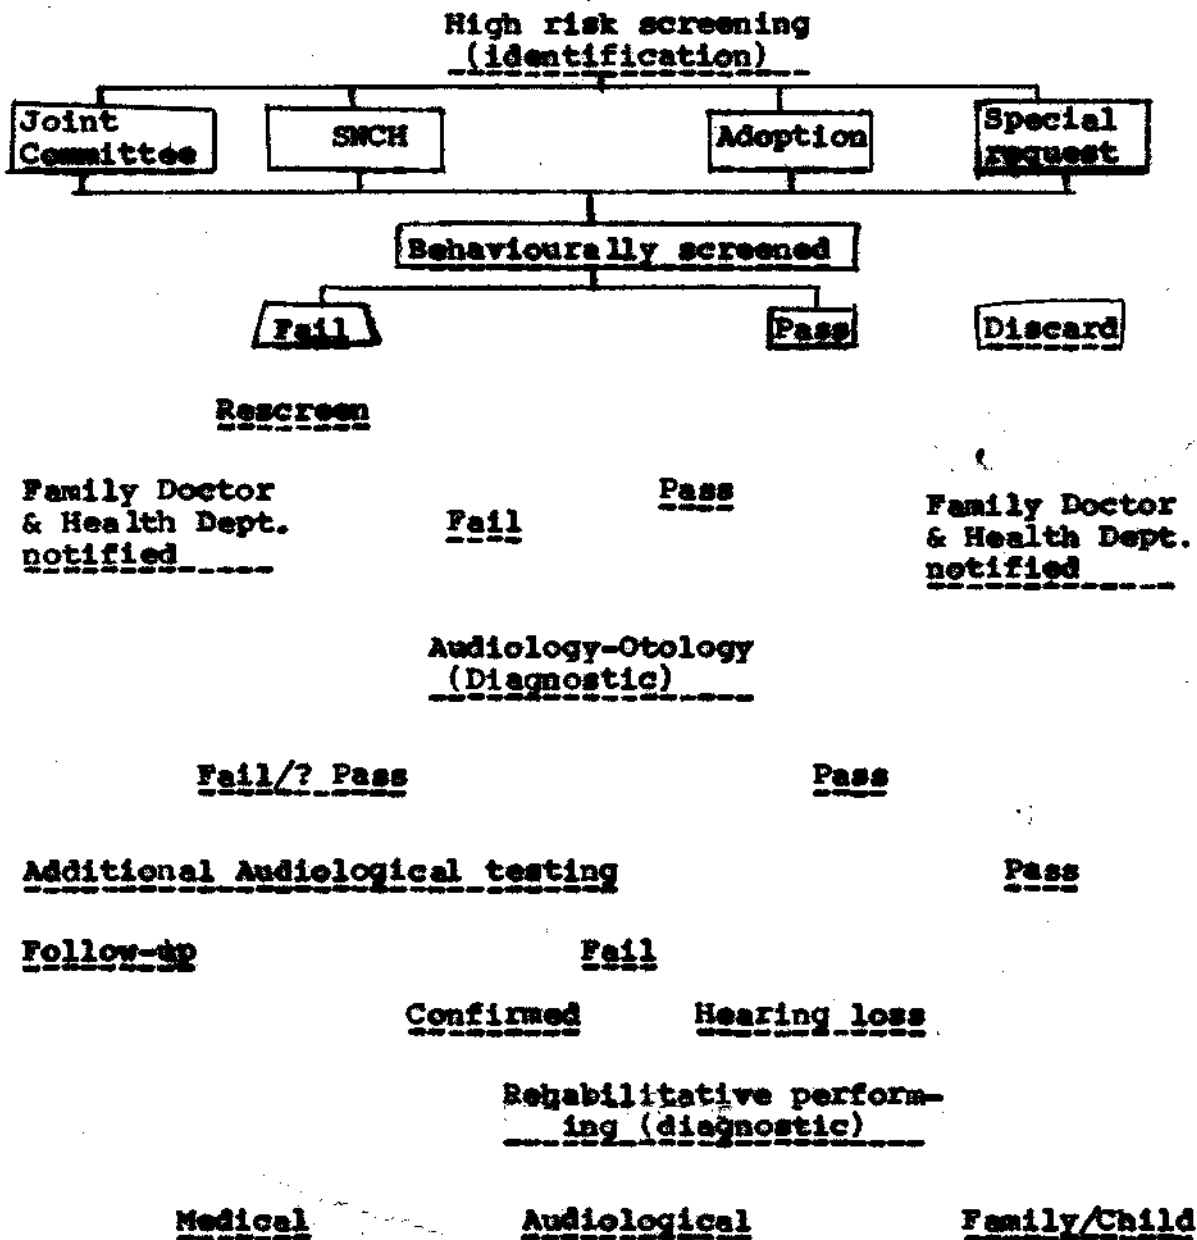 High risk screening
(identification)
Joint
Committee
SWCH
Adoption
Special
request
Behaviourally screened
Fail
Pass
Discard
Rescreen
Family Doctor
& Health Dept.
notified
Fail
Pass
Family Doctor
& Health Dept.
notified
Audiology-Otology
(Diagnostic)
Fail/? Pass
Pass
Additional Audiological testing
Pass
Follow-up
Fail
Confirmed
Hearing loss
Rehabilitative perform-
ing (diagnostic)
Medical
Audiological
Family/Child